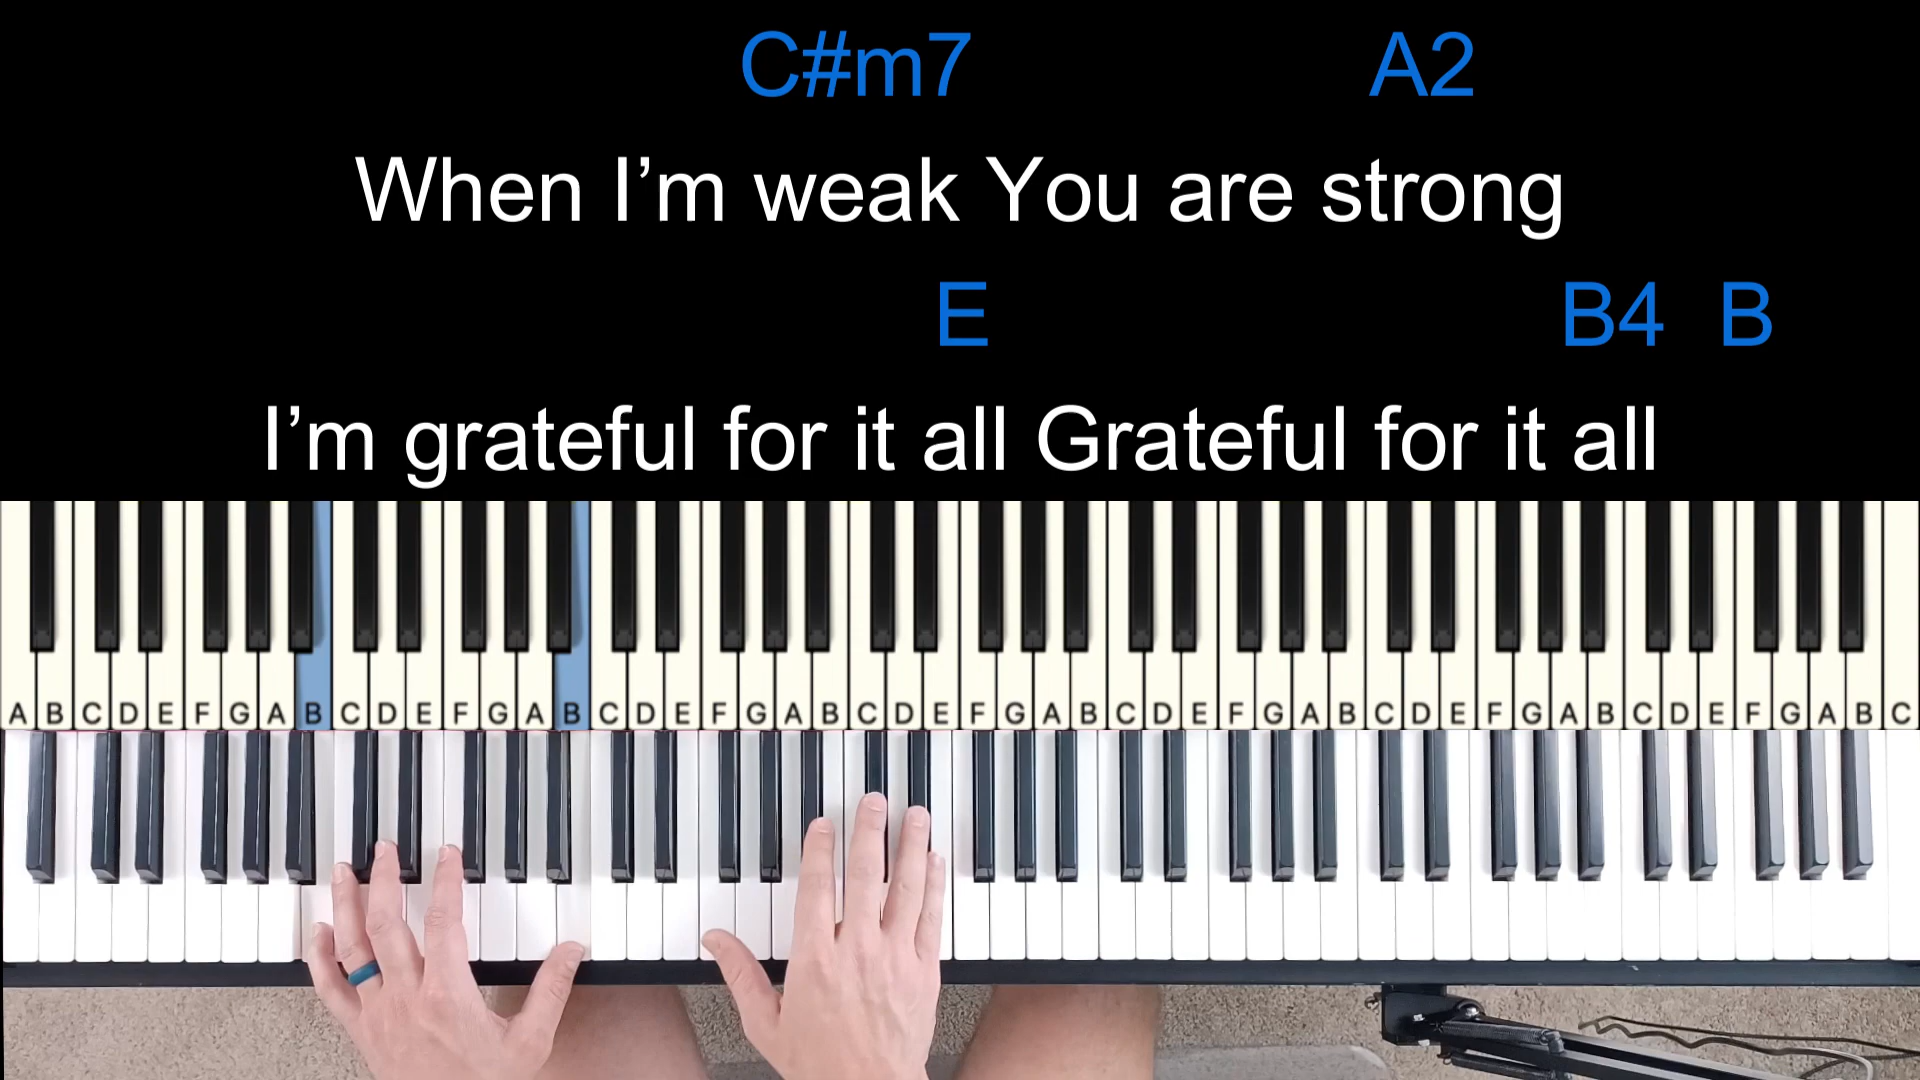 C#m7 A2
When I’m weak You are strong
E B4 B
I’m grateful for it all Grateful for it all
A B C D E F G A B C D E F G A B C D E F G A B C D E F G A B C D E F G A B C D E F G A B C D E F G A B C